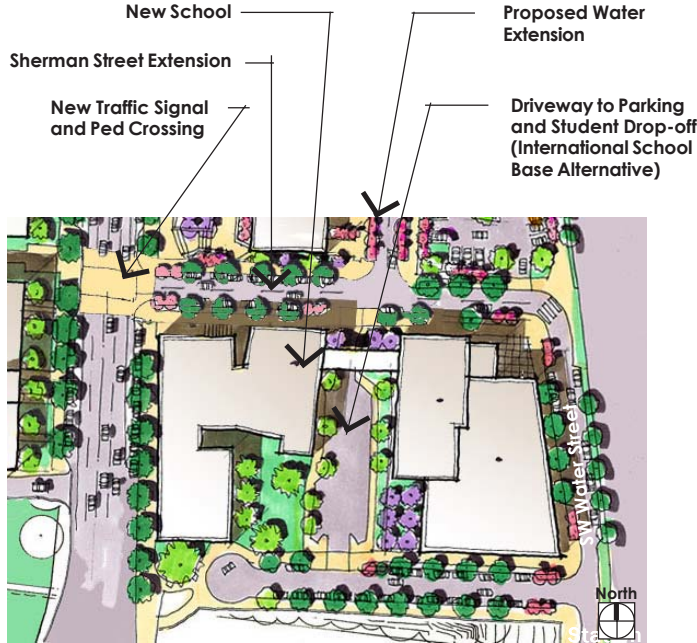 New School
Proposed Water
Extension
Sherman Street Extension
New Traffic Signal
and Ped Crossing
Driveway to Parking
and Student Drop-off
(International School
Base Alternative)
SW Water Street
North